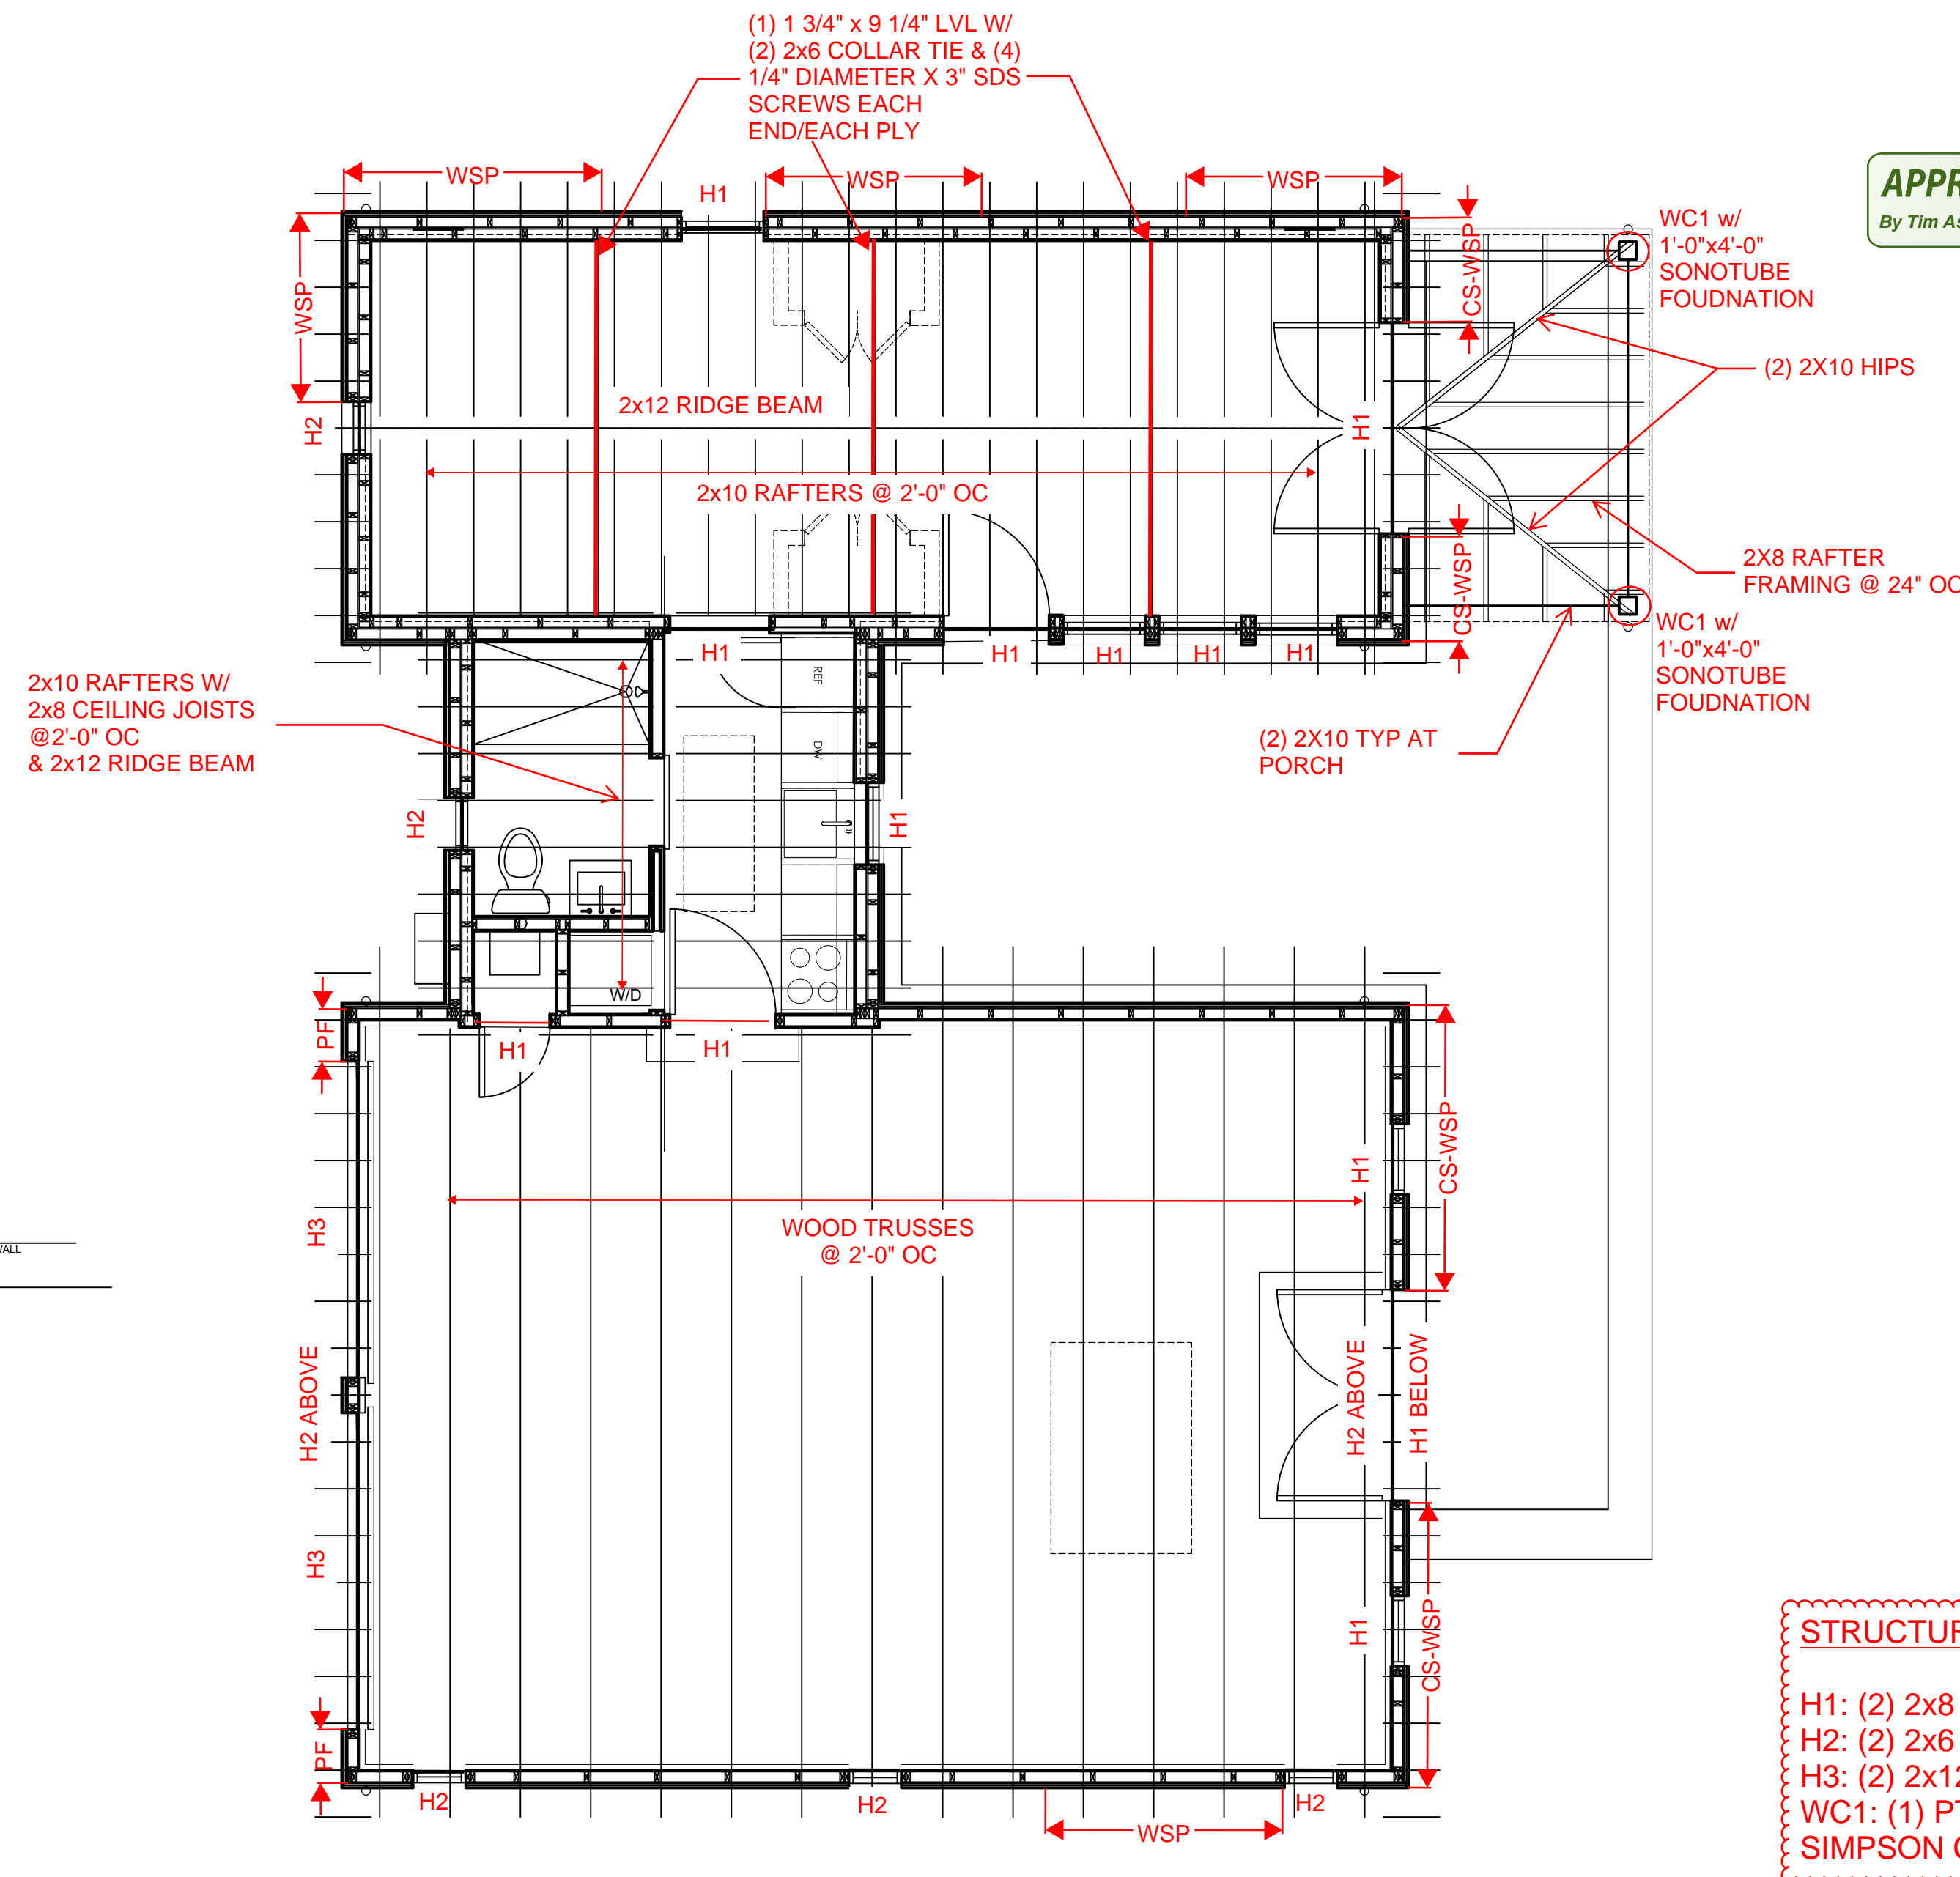 (1) 1 3/4" x 9 1/4" LVL W/
(2) 2x6 COLLAR TIE & (4)
1/4" DIAMETER X 3" SDS
SCREWS EACH
END/EACH PLY
WSP
H1
WSP
WSP
By Tim
WC1 w/
1'-0"x4'-0"
SONOTUBE
FOUDNATION
WSP
CS-WSP
(2) 2X10 HIPS
2x12 RIDGE BEAM
H2
H1
2x10 RAFTERS @ 2'-0" OC
2X8 RAFTER
FRAMING @ 24" OC
CS-WSP
WC1 w/
1'-0"x4'-0"
SONOTUBE
FOUDNATION
H1
H1
H1
H1
H1
REF
2x10 RAFTERS W/
2x8 CEILING JOISTS
@2'-0" OC
& 2x12 RIDGE BEAM
DW
(2) 2X10 TYP AT
PORCH
H2
H1
W/D
PF
H1
H1
CS-WSP
H1
WOOD TRUSSES
@ 2'-0" OC
H3
H2 ABOVE
H2 ABOVE
H1 BELOW
H3
H1
CS-WSP
PF
H2
H2
H2
WSP
H1: (2) 2x8
H2: (2) 2x6
H3: (2)
WC1: (1)
SIMPSON